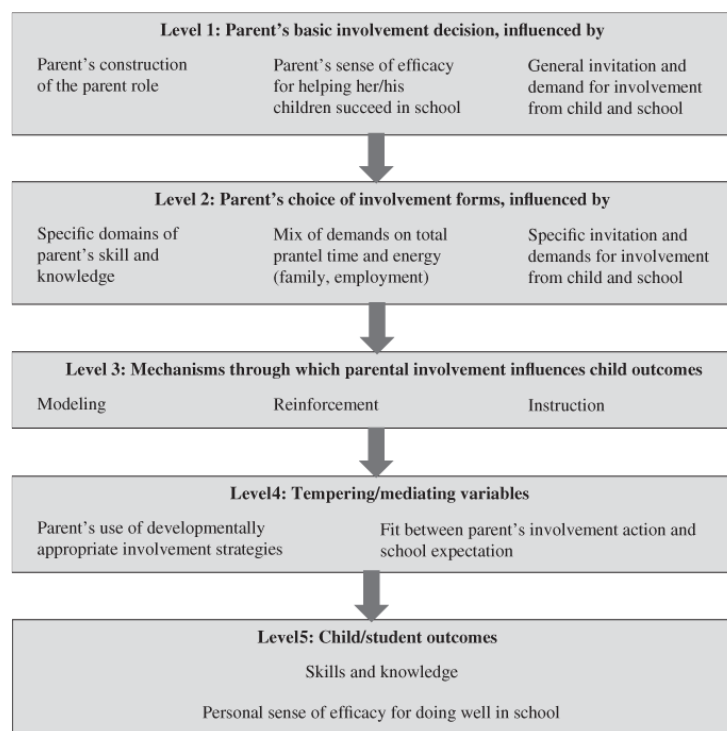 Level 1: Parent's basic involvement decision, influenced by
Parent's construction
of the parent role
Parent's sense of efficacy
for helping her/his
children succeed in school
General invitation and
demand for involvement
from child and school
Level 2: Parent's choice of involvement forms, influenced by
Specific domains of
parent's skill and
knowledge
Mix of demands on total
prantel time and energy
(family, employment)
Specific invitation and
demands for involvement
from child and school
Level 3: Mechanisms through which parental involvement influences child outcomes
Modeling
Reinforcement
Instruction
Level4: Tempering/mediating variables
Parent's use of developmentally
appropriate involvement strategies
Fit between parent's involvement action and
school expectation
Level5: Child/student outcomes
Skills and knowledge
Personal sense of efficacy for doing well in school